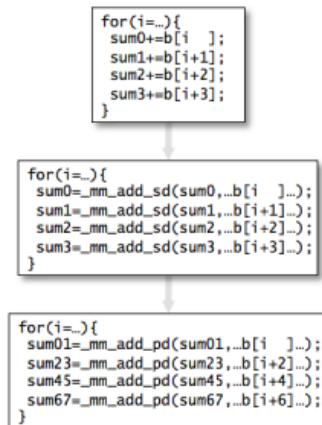 for(i=…){
sum0+=b[i  ];
sum1+=b[i+1];
sum2+=b[i+2];
sum3+=b[i+3];
}
for(i=…){
sum0=_mm_add_sd(sum0,…b[i  ]…);
sum1=_mm_add_sd(sum1,…b[i+1]…);
sum2=_mm_add_sd(sum2,…b[i+2]…);
sum3=_mm_add_sd(sum3,…b[i+3]…);
}
for(i=…){
sum01=_mm_add_pd(sum01,…b[i  ]…);
sum23=_mm_add_pd(sum23,…b[i+2]…);
sum45=_mm_add_pd(sum45,…b[i+4]…);
sum67=_mm_add_pd(sum67,…b[i+6]…);
}